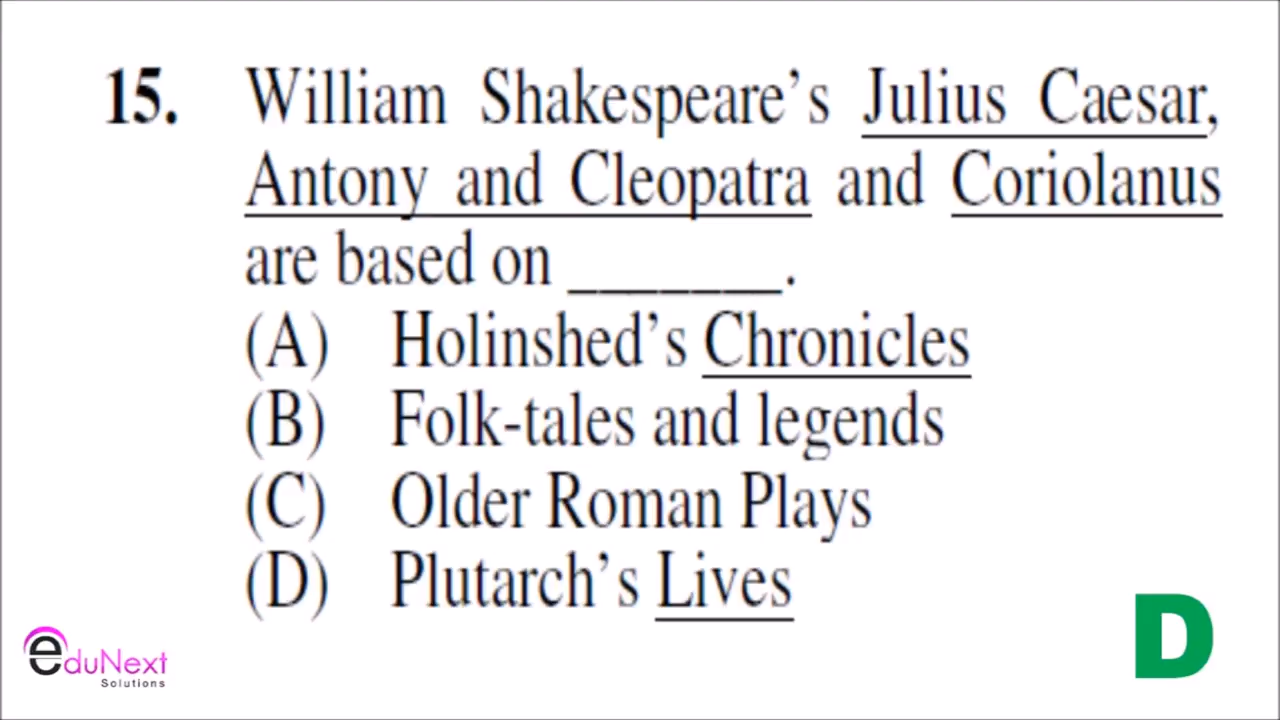 15. William Shakespeare's Julius Caesar,
Antony and Cleopatra and Coriolanus
are based on _______.
(A) Holinshed's Chronicles
(B) Folk-tales and legends
(C) Older Roman Plays
(D) Plutarch's Lives
D
eduNext
Solutions